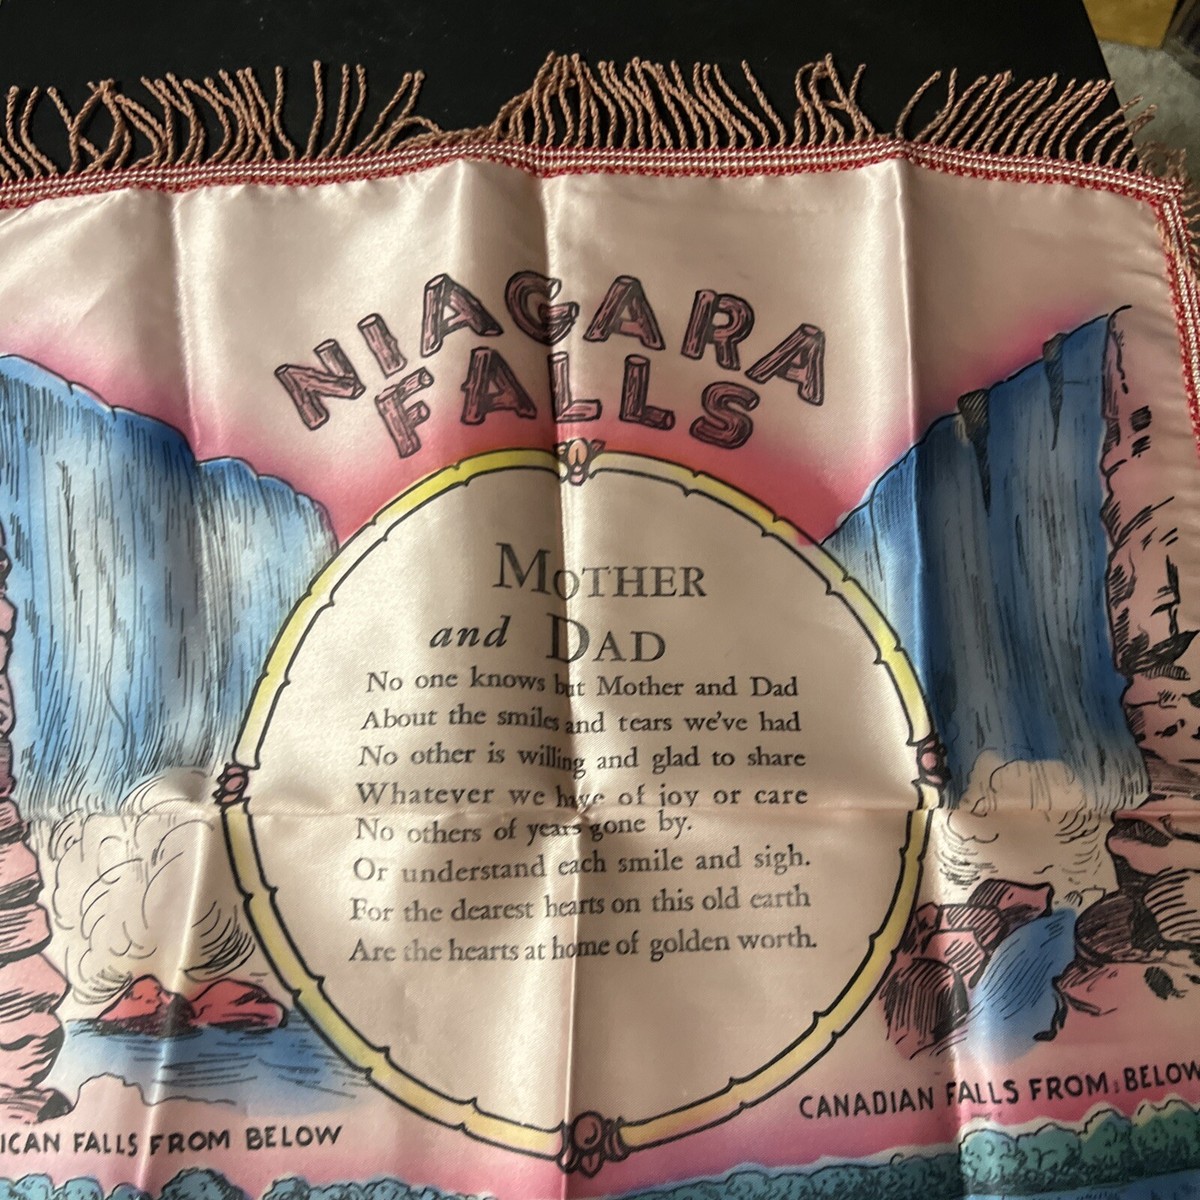 NIAGARA
FALLS
MOTHER
and DAD
No one knows but Mother and Dad
About the smiles and tears we've had
No other is willing and glad to share
Whatever we have of joy or care
No others of years gone by.
Or understand each smile and sigh.
For the dearest hearts on this old earth
Are the hearts at home of golden worth.
CANADIAN FALLS FROM BELOW
ICAN FALLS FROM BELOW